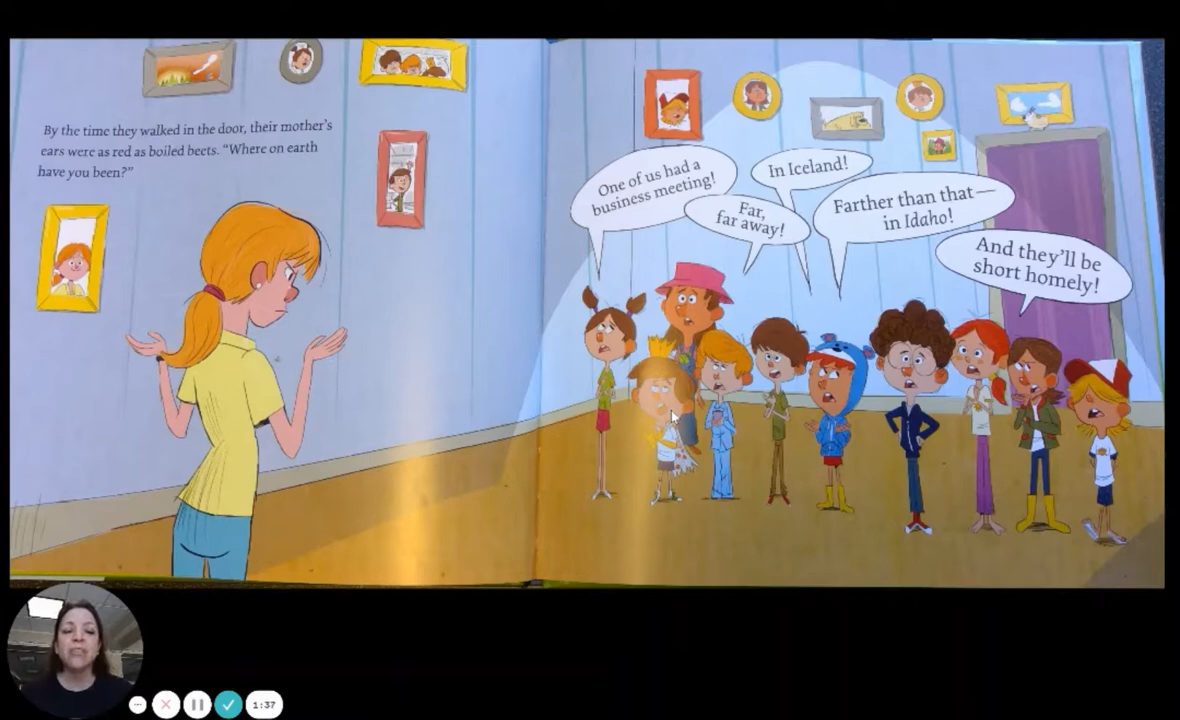 By the time they walked in the door, their mother's
ears were as red as boiled beets. "Where on earth
have you been?"
One of us had a
business meeting!
Far,
far away!
In Iceland!
Farther than that—
in Idaho!
And they'll be
short homely!
1:37